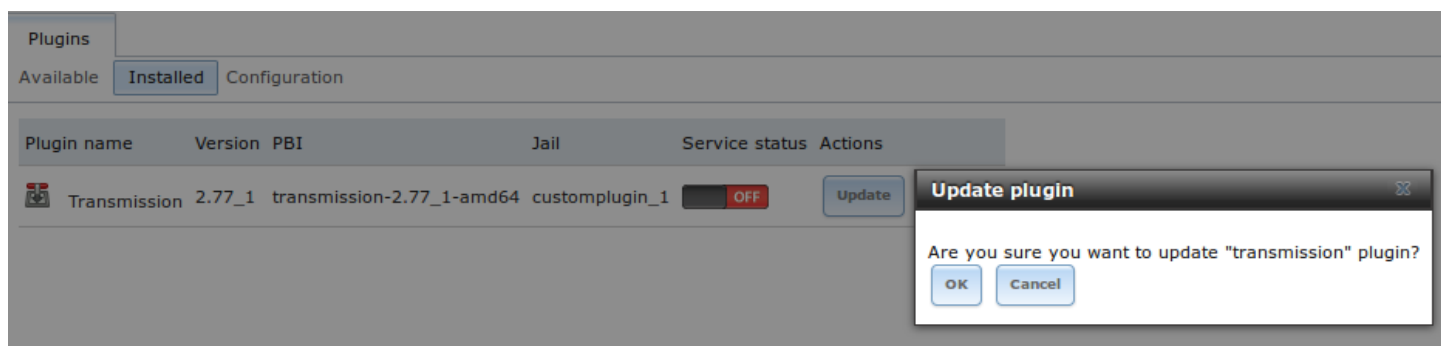 Plugins
Available Installed Configuration
Plugin name Version PBI Jail Service status Actions
Transmission 2.77_1 transmission-2.77_1-amd64 customplugin_1 OFF Update
Update plugin
Are you sure you want to update "transmission" plugin?
OK Cancel